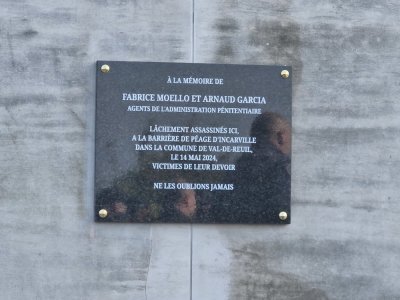 À LA MÉMOIRE DE
FABRICE MOELLO ET ARNAUD GARCIA
AGENTS DE L'ADMINISTRATION PÉNITENTIAIRE
LÂCHEMENT ASSASSINÉS ICI,
A LA BARRIÈRE DE PÉAGE D'INCARVILLE
DANS LA COMMUNE DE VAL-DE-REUIL,
LE 14 MAI 2024,
VICTIMES DE LEUR DEVOIR
NE LES OUBLIONS JAMAIS